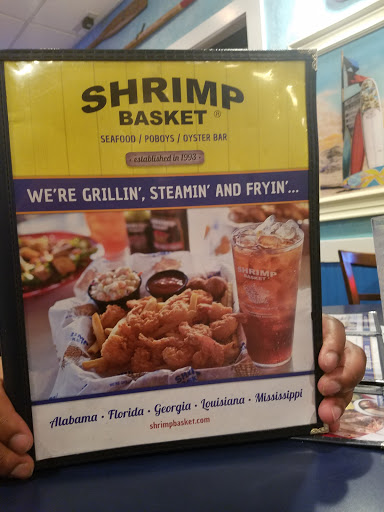 SHRIMP
BASKET ®
SEAFOOD / POBOYS / OYSTER BAR
established in 1993
WE'RE GRILLIN', STEAMIN' AND FRYIN'...
SHRIMP
BASKET
Alabama • Florida • Georgia • Louisiana • Mississippi
shrimpbasket.com